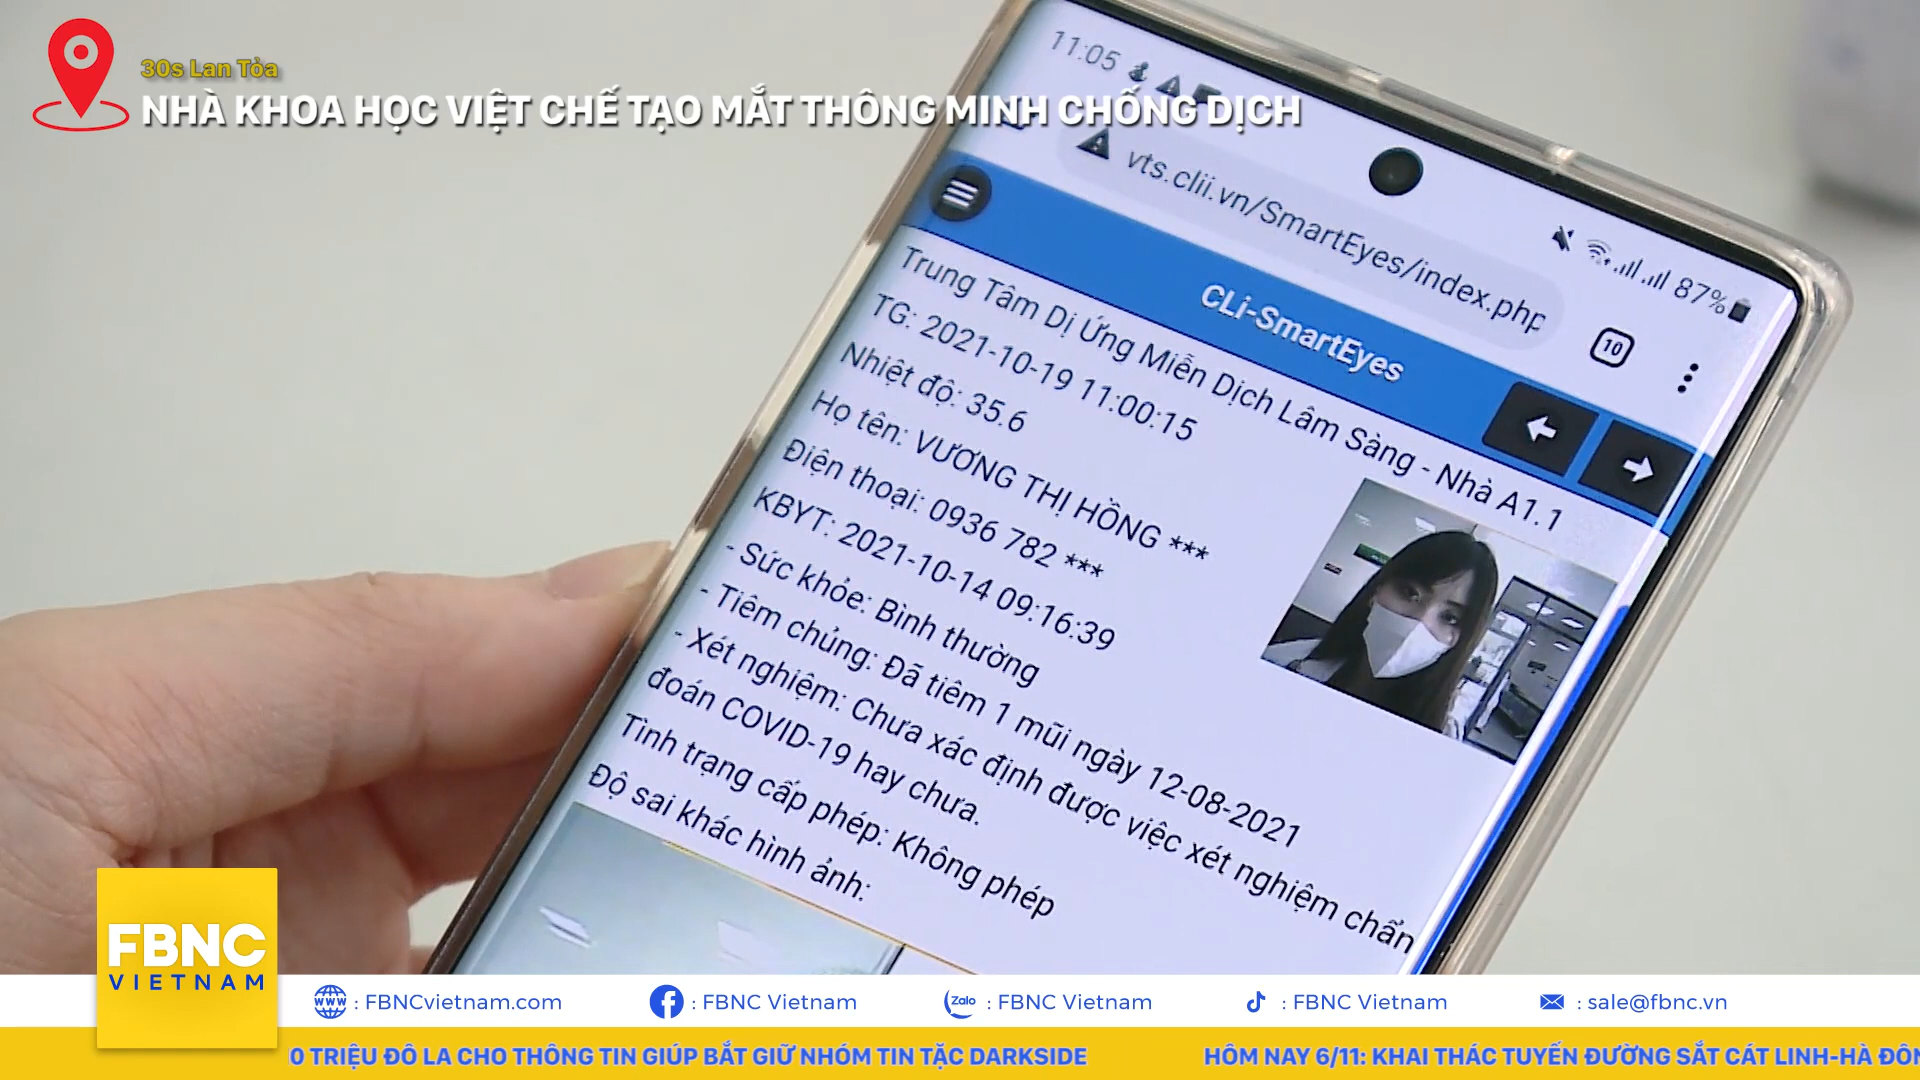 30s Lan Tỏa
NHÀ KHOA HỌC VIỆT CHẾ TẠO MẮT THÔNG MINH CHỐNG DỊCH
11:05
87%
vts.clii.vn/SmartEyes/index.php
10
CLi-SmartEyes
Trung Tâm Dị Ứng Miễn Dịch Lâm Sàng - Nhà A1.1
TG: 2021-10-19 11:00:15
Nhiệt độ: 35.6
Họ tên: VƯƠNG THỊ HỒNG ***
Điện thoại: 0936 782 ***
KBYT: 2021-10-14 09:16:39
- Sức khỏe: Bình thường
- Tiêm chủng: Đã tiêm 1 mũi ngày 12-08-2021
- Xét nghiệm: Chưa xác định được việc xét nghiệm chẩn
đoán COVID-19 hay chưa.
Tình trạng cấp phép: Không phép
Độ sai khác hình ảnh:
FBNC
VIETNAM
www : FBNCvietnam.com
: FBNC Vietnam
Zalo : FBNC Vietnam
: FBNC Vietnam
: sale@fbnc.vn
0 TRIỆU ĐÔ LA CHO THÔNG TIN GIÚP BẮT GIỮ NHÓM TIN TẶC DARKSIDE
HÔM NAY 6/11: KHAI THÁC TUYẾN ĐƯỜNG SẮT CÁT LINH-HÀ ĐÔN